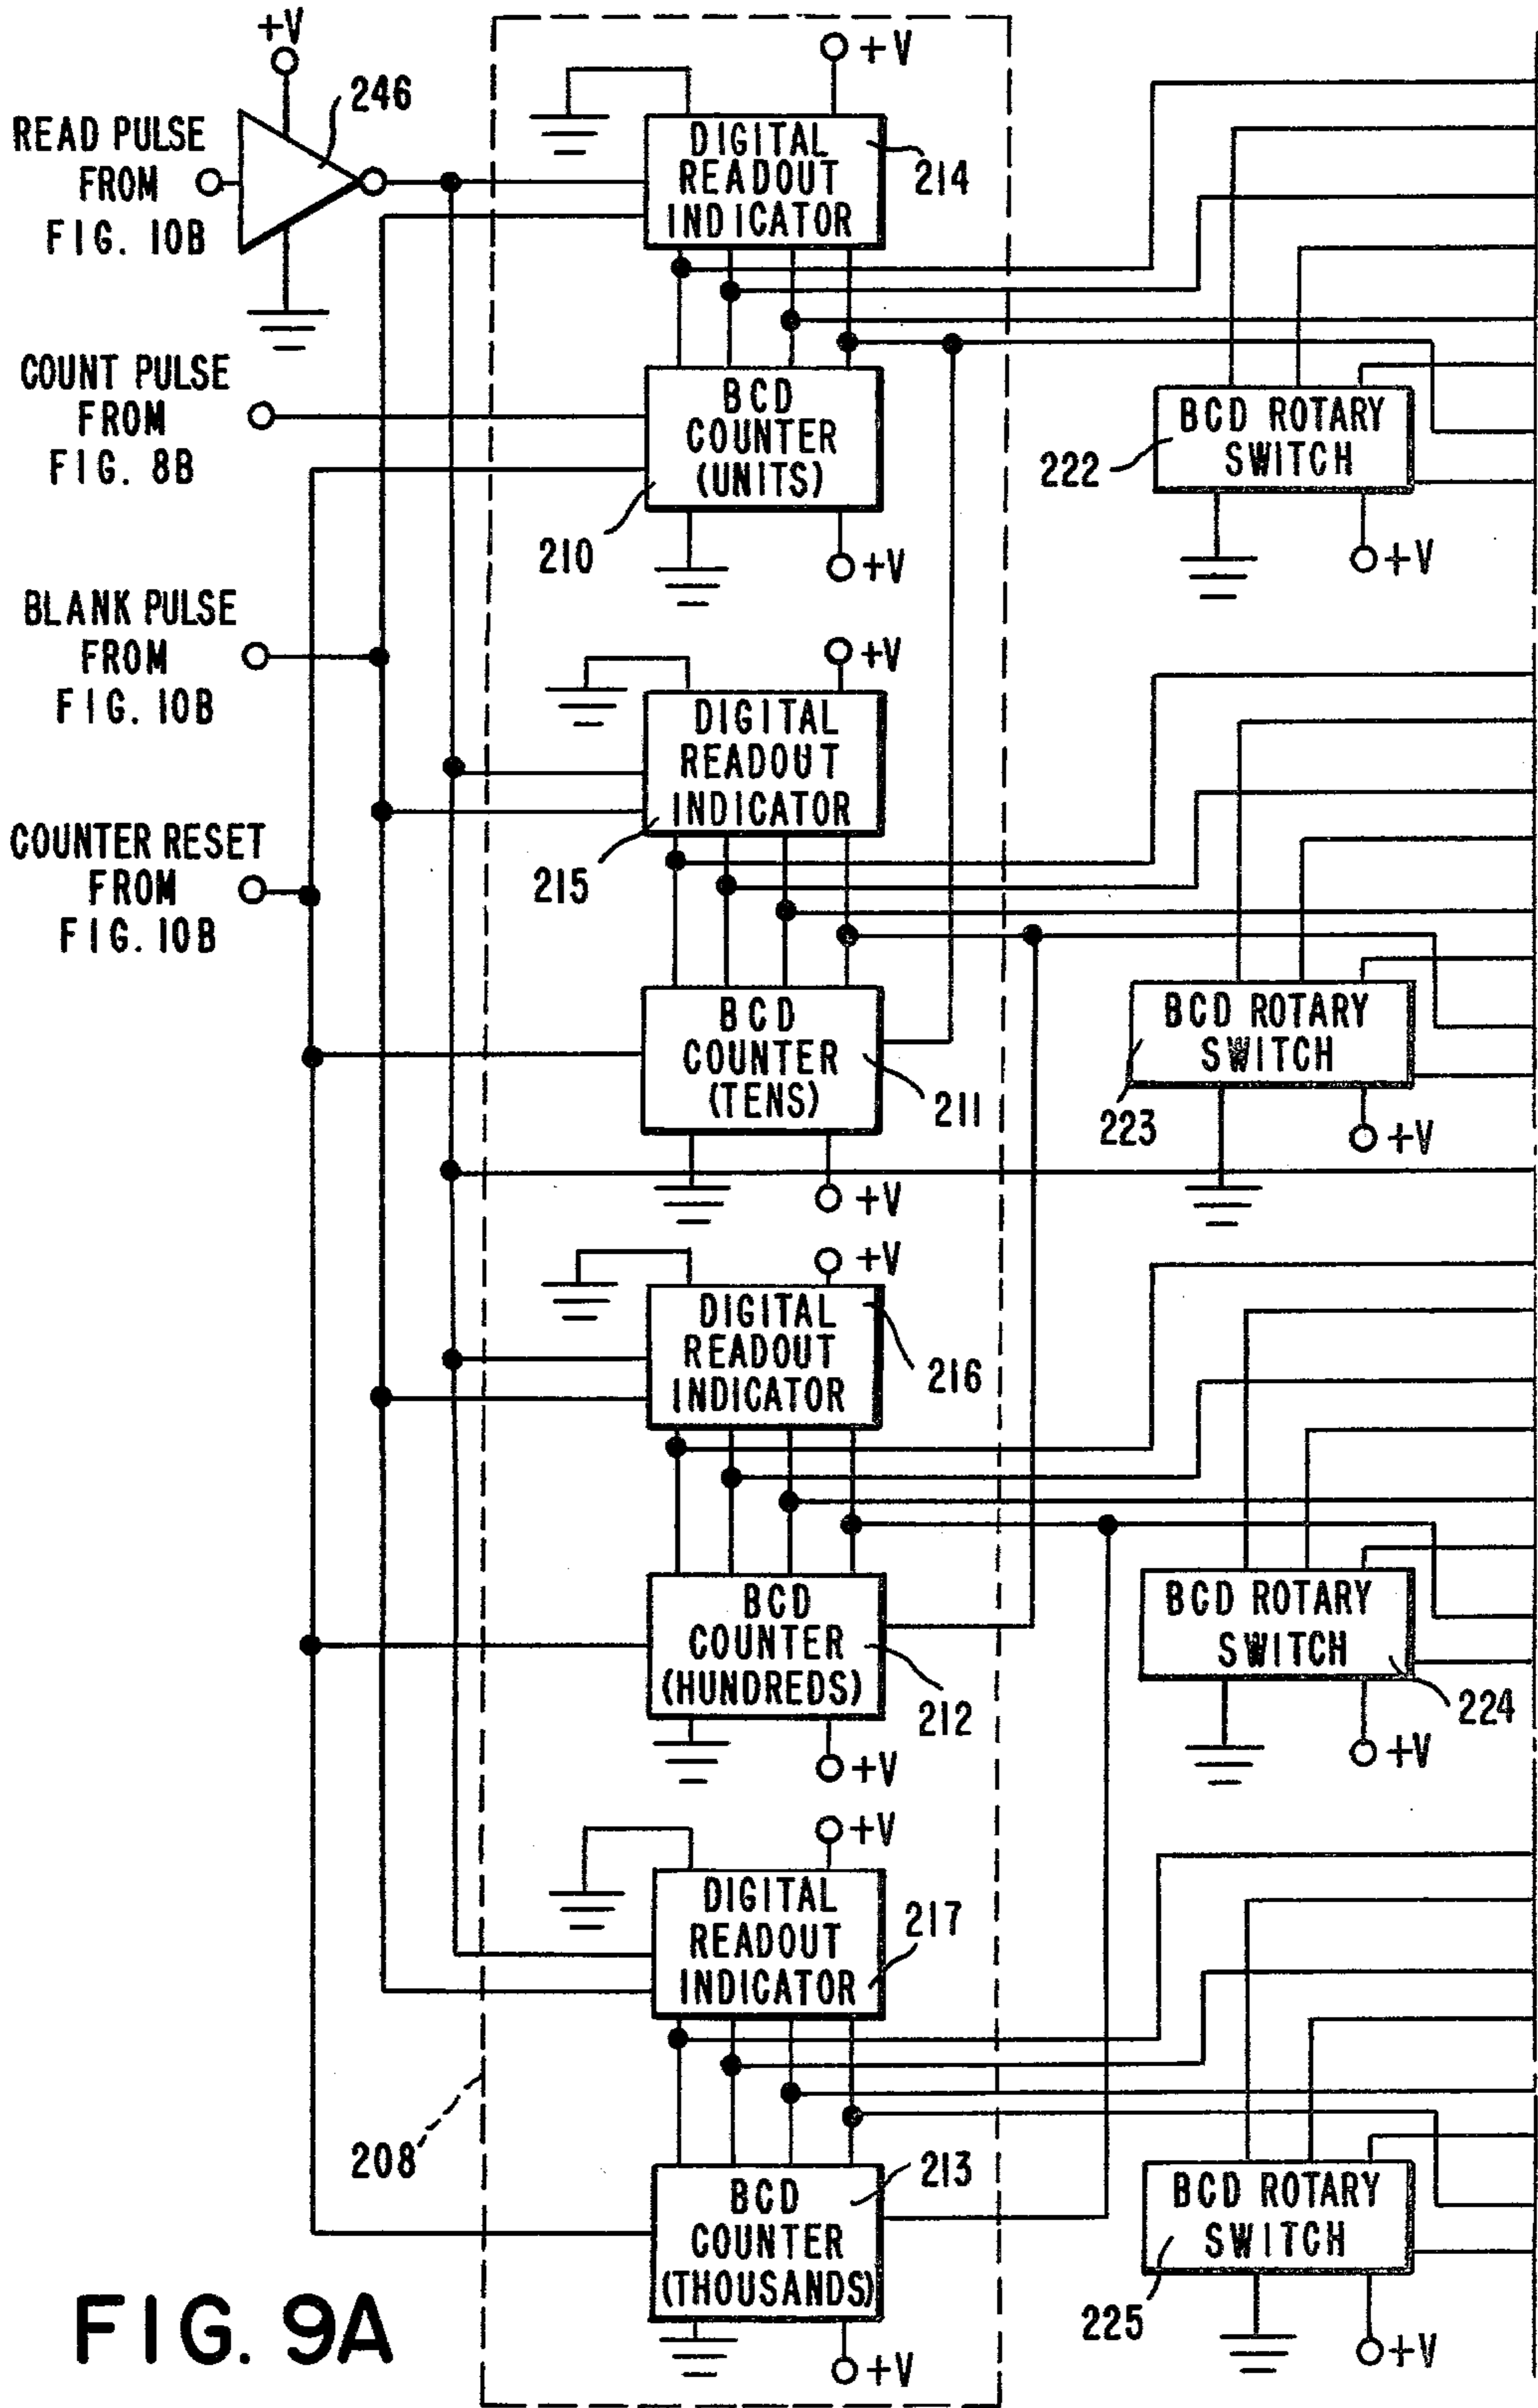 +V
246
READ PULSE
FROM
FIG. 10B
+V
DIGITAL
READOUT
INDICATOR
214
COUNT PULSE
FROM
FIG. 8B
BCD
COUNTER
(UNITS)
210
+V
BCD ROTARY
SWITCH
222
+V
BLANK PULSE
FROM
FIG. 10B
+V
DIGITAL
READOUT
INDICATOR
215
COUNTER RESET
FROM
FIG. 10B
BCD
COUNTER
(TENS)
211
+V
BCD ROTARY
SWITCH
223
+V
+V
DIGITAL
READOUT
INDICATOR
216
BCD
COUNTER
(HUNDREDS)
212
+V
BCD ROTARY
SWITCH
224
+V
+V
DIGITAL
READOUT
INDICATOR
217
208
BCD
COUNTER
(THOUSANDS)
213
+V
BCD ROTARY
SWITCH
225
+V
FIG. 9A